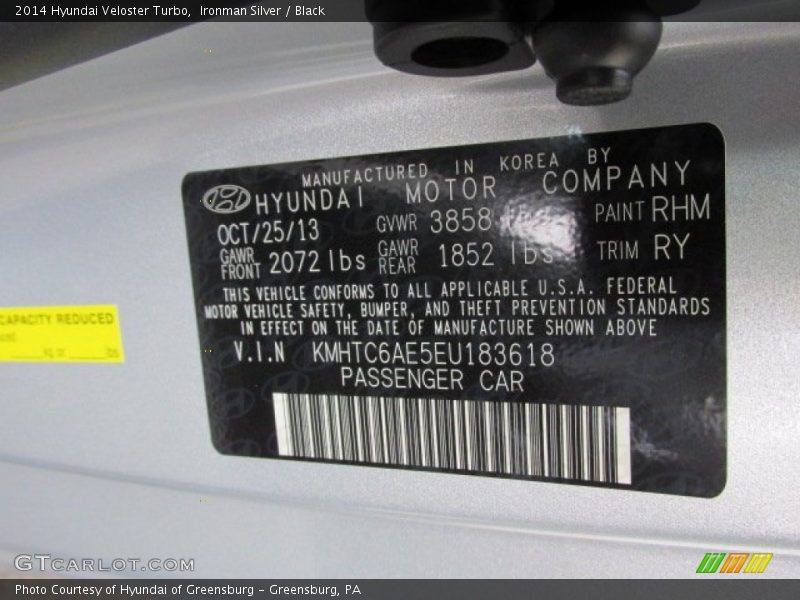 2014 Hyundai Veloster Turbo, Ironman Silver / Black
MANUFACTURED IN KOREA BY
HYUNDAI MOTOR COMPANY
OCT/25/13 GVWR 3858 PAINT RHM
GAWR FRONT 2072 lbs GAWR REAR 1852 lbs TRIM RY
THIS VEHICLE CONFORMS TO ALL APPLICABLE U.S.A. FEDERAL
MOTOR VEHICLE SAFETY, BUMPER, AND THEFT PREVENTION STANDARDS
IN EFFECT ON THE DATE OF MANUFACTURE SHOWN ABOVE
V.I.N KMHTC6AE5EU183618
PASSENGER CAR
CAPACITY REDUCED
kg or lbs
GTCARLOT.COM
Photo Courtesy of Hyundai of Greensburg - Greensburg, PA